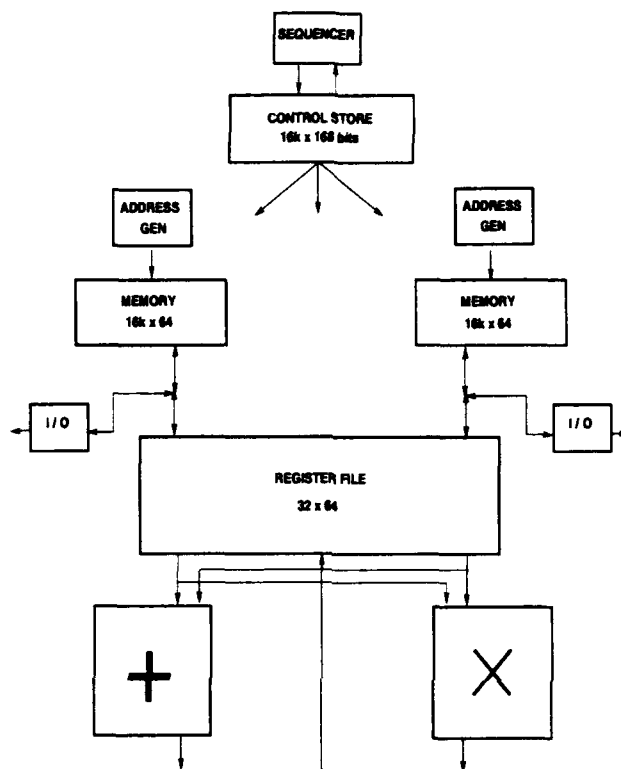 SEQUENCER
CONTROL STORE
16k x 168 bits
ADDRESS
GEN
ADDRESS
GEN
MEMORY
16k x 64
MEMORY
16k x 64
I / O
I / O
REGISTER FILE
32 x 64
+
X